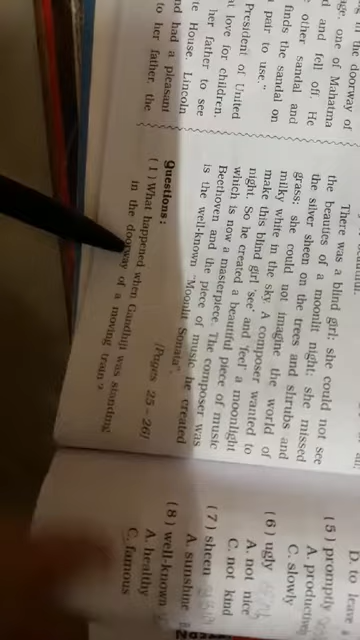 in the doorway of
age, one of Mahatma
d and fell off. He
other sandal and
finds the sandal on
pair to use."
President of United
love for children.
her father to see
te House. Lincoln
nd had a pleasant
to her father, the
There was a blind girl; she could not see
the beauties of a moonlit night; she missed
the silver sheen on the trees and shrubs and
grass; she could not imagine the world of
milky white in the sky. A composer wanted to
make this blind girl 'see' and 'feel' a moonlight
night. So he created a beautiful piece of music
which is now a masterpiece. The composer was
Beethoven and the piece of music he created
is the well-known "Moonlit Sonata".
[Pages 25 - 26]
Questions :
(1) What happened when Gandhiji was standing
in the doorway of a moving train ?
D. to leave
(5) promptly
A. production
C. slowly
(6) ugly
A. not nice
C. not kind
(7) sheen
A. sunshine
(8) well-known
A. healthy
C. famous